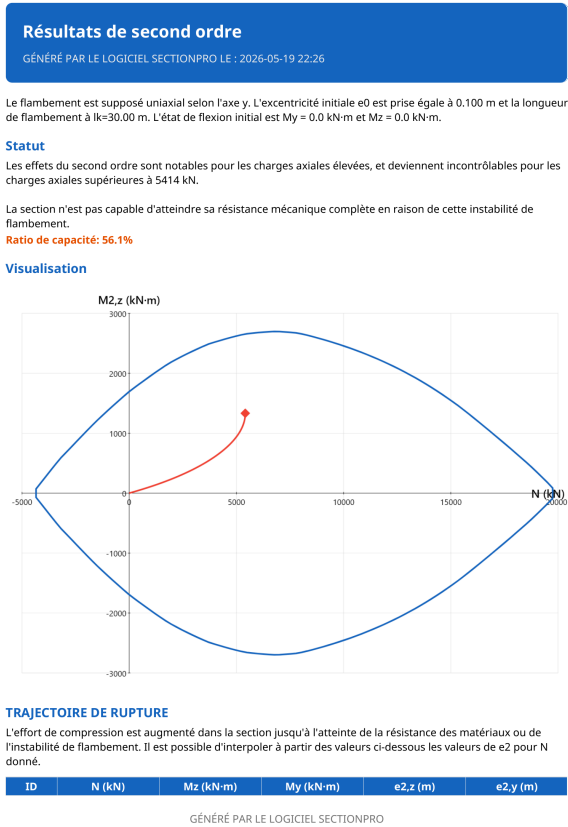 Résultats de second ordre
GÉNÉRÉ PAR LE LOGICIEL SECTIONPRO LE : 2026-05-19 22:26
Le flambement est supposé uniaxial selon l'axe y. L'excentricité initiale e0 est prise égale à 0.100 m et la longueur
de flambement à lk=30.00 m. L'état de flexion initial est My = 0.0 kN·m et Mz = 0.0 kN·m.
Statut
Les effets du second ordre sont notables pour les charges axiales élevées, et deviennent incontrôlables pour les
charges axiales supérieures à 5414 kN.
La section n'est pas capable d'atteindre sa résistance mécanique complète en raison de cette instabilité de
flambement.
Ratio de capacité: 56.1%
Visualisation
M2,z (kN·m)
3000
2000
1000
0
-1000
-2000
-3000
N (kN)
-5000 0 5000 10000 15000 20000
TRAJECTOIRE DE RUPTURE
L'effort de compression est augmenté dans la section jusqu'à l'atteinte de la résistance des matériaux ou de
l'instabilité de flambement. Il est possible d'interpoler à partir des valeurs ci-dessous les valeurs de e2 pour N
donné.
ID N (kN) Mz (kN·m) My (kN·m) e2,z (m) e2,y (m)
GÉNÉRÉ PAR LE LOGICIEL SECTIONPRO